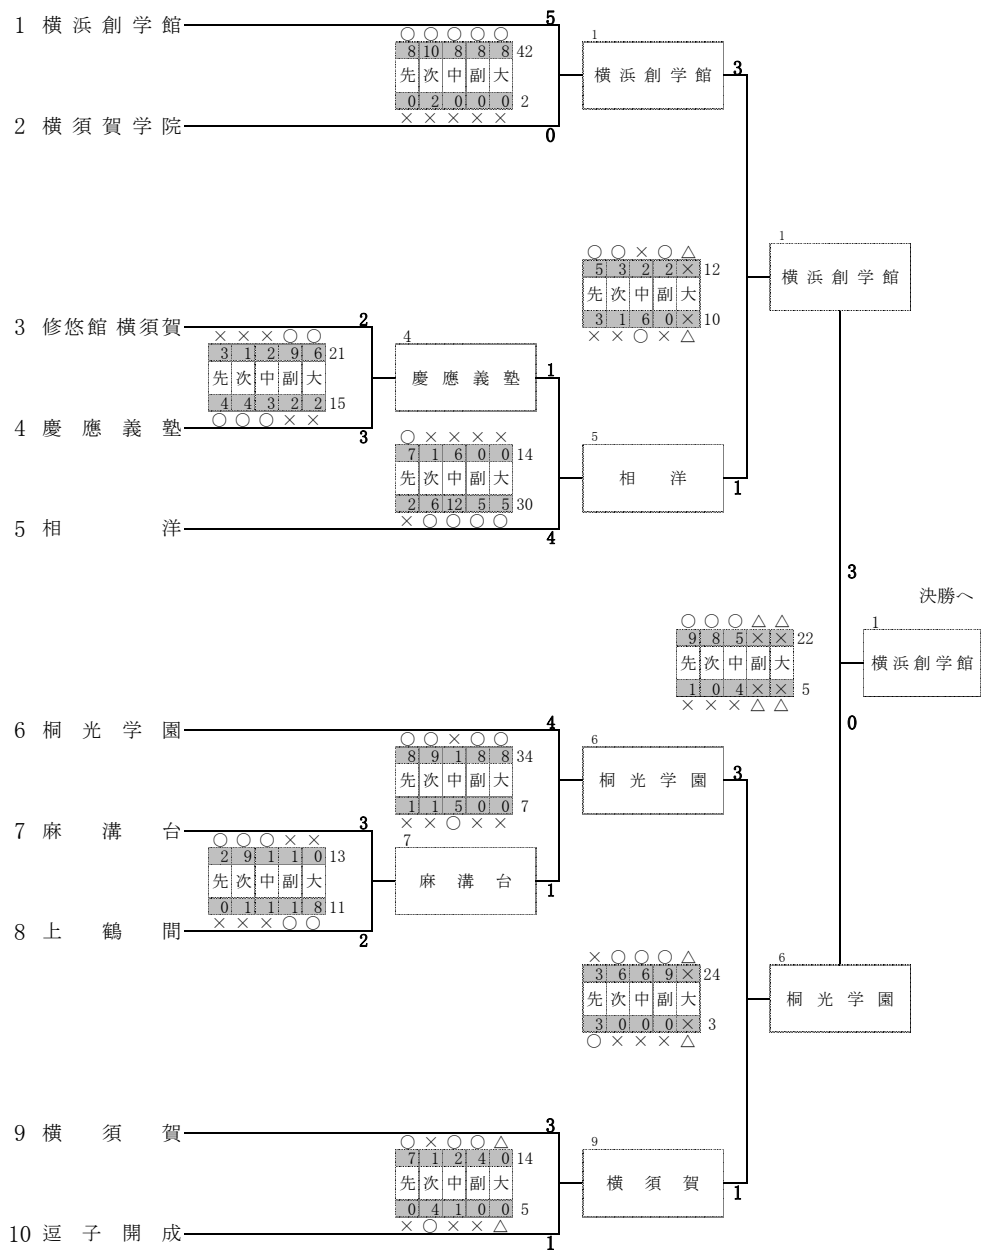 1 横浜創学館 5
○○○○○
8 10 8 8 8 42
先 次 中 副 大
0 2 0 0 0 2
×××××
2 横須賀学院 0
1
横浜創学館 3
○○×○△
5 3 2 2 × 12
先 次 中 副 大
3 1 6 0 × 10
××○×△
1
横浜創学館
3 修悠館 横須賀 2
×××○○
3 1 2 9 6 21
先 次 中 副 大
4 4 3 2 2 15
○○○××
4 慶應義塾 3
4
慶應義塾 1
○××××
7 1 6 0 0 14
先 次 中 副 大
2 6 12 5 5 30
×○○○○
5 相洋 4
5
相洋 1
3
決勝へ
○○○△△
9 8 5 × × 22
先 次 中 副 大
1 0 4 × × 5
×××△△
1
横浜創学館
0
6 桐光学園 4
○○×○○
8 9 1 8 8 34
先 次 中 副 大
1 1 5 0 0 7
××○××
6
桐光学園 3
7 麻溝台 3
○○○××
2 9 1 1 0 13
先 次 中 副 大
0 1 1 1 8 11
×××○○
8 上鶴間 2
7
麻溝台 1
×○○○△
3 6 6 9 × 24
先 次 中 副 大
3 0 0 0 × 3
○×××△
6
桐光学園
9 横須賀 3
○×○○△
7 1 2 4 0 14
先 次 中 副 大
0 4 1 0 0 5
×○××△
10 逗子開成 1
9
横須賀 1